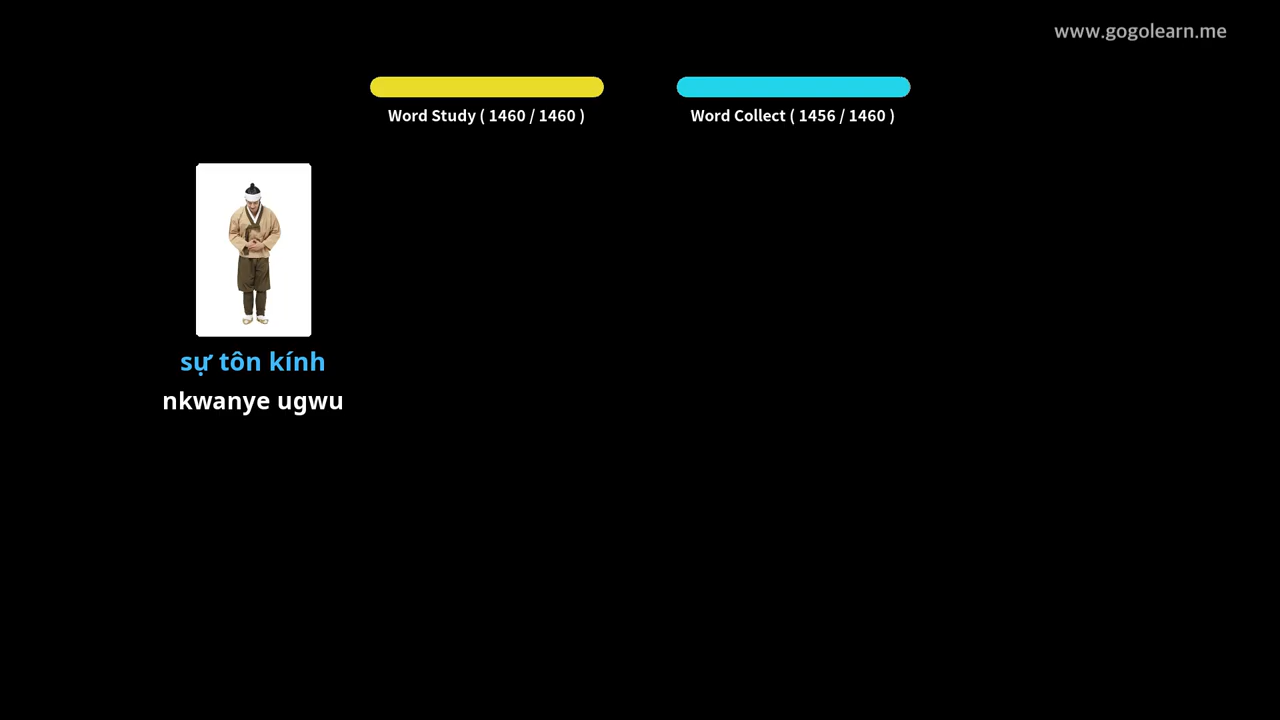 www.gogolearn.me
Word Study ( 1460 / 1460 )
Word Collect ( 1456 / 1460 )
sự tôn kính
nkwanye ugwu